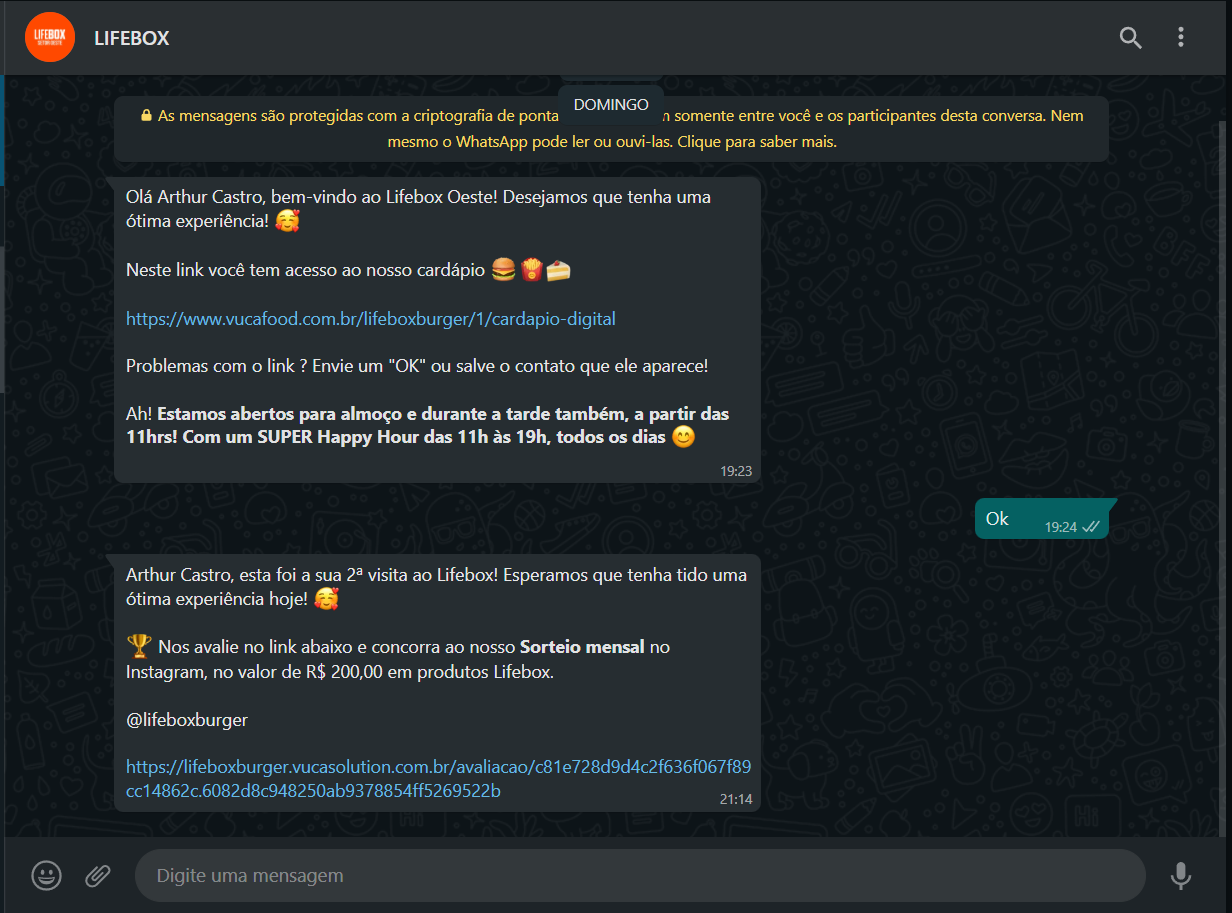 LIFEBOX
LIFEBOX
DOMINGO
As mensagens são protegidas com a criptografia de ponta
somente entre você e os participantes desta conversa. Nem
mesmo o WhatsApp pode ler ou ouvi-las. Clique para saber mais.
Olá Arthur Castro, bem-vindo ao Lifebox Oeste! Desejamos que tenha uma
ótima experiência! 🥰
Neste link você tem acesso ao nosso cardápio 🍔🍟🍰
https://www.vucafood.com.br/lifeboxburger/1/cardapio-digital
Problemas com o link ? Envie um "OK" ou salve o contato que ele aparece!
Ah! Estamos abertos para almoço e durante a tarde também, a partir das
11hrs! Com um SUPER Happy Hour das 11h às 19h, todos os dias 😊
19:23
Ok
19:24
Arthur Castro, esta foi a sua 2ª visita ao Lifebox! Esperamos que tenha tido uma
ótima experiência hoje! 🥰
🏆 Nos avalie no link abaixo e concorra ao nosso Sorteio mensal no
Instagram, no valor de R$ 200,00 em produtos Lifebox.
@lifeboxburger
https://lifeboxburger.vucasolution.com.br/avaliacao/c81e728d9d4c2f636f067f89
cc14862c.6082d8c948250ab9378854ff5269522b
21:14
Digite uma mensagem